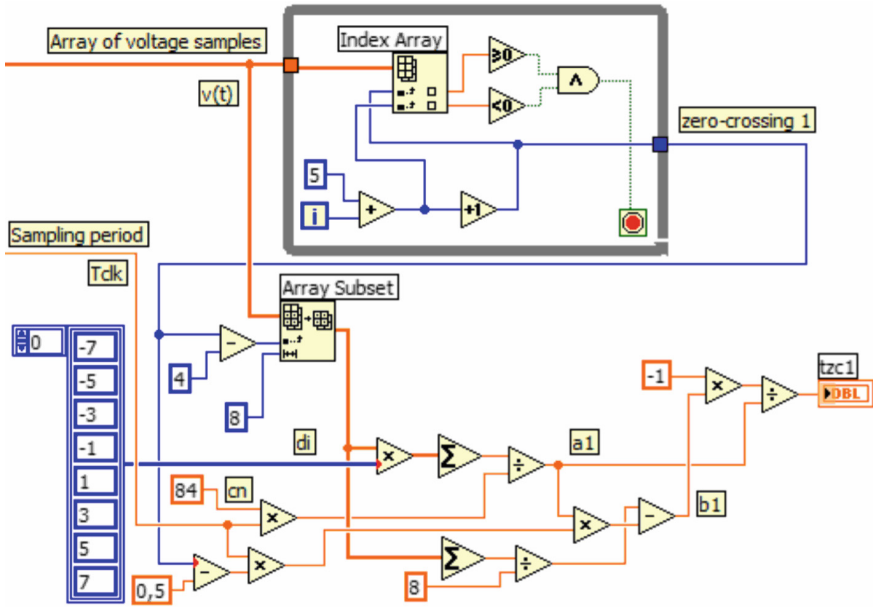 Array of voltage samples
Index Array
≥0
v(t)
<0
∧
zero-crossing 1
5
i
+
+1
Sampling period
Tclk
Array Subset
0
-7
−
4
-5
8
-3
-1
1
3
5
7
-1
×
÷
tzc1
DBL
di
×
Σ
÷
a1
84
cn
×
×
−
b1
−
×
Σ
÷
0,5
8